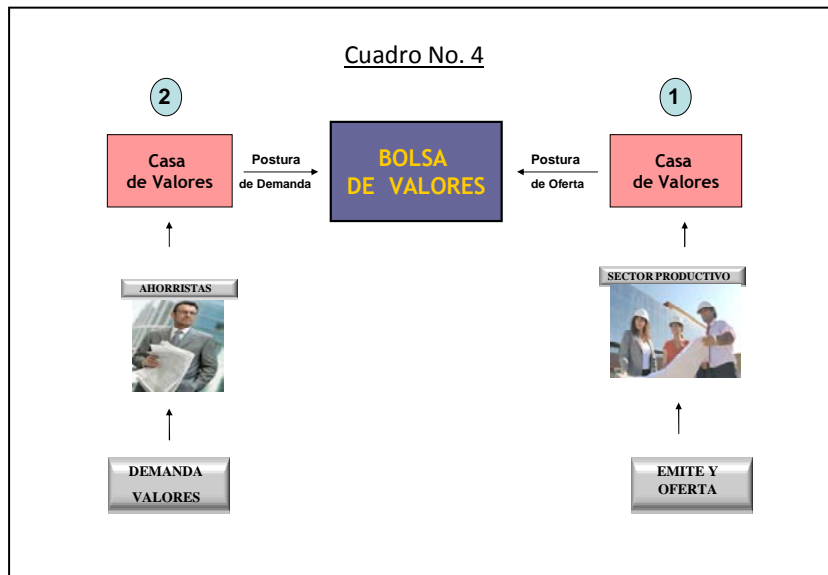 Cuadro No. 4
2
1
Casa
de Valores
Postura
de Demanda
BOLSA
DE VALORES
Postura
de Oferta
Casa
de Valores
AHORRISTAS
SECTOR PRODUCTIVO
DEMANDA
VALORES
EMITE Y
OFERTA